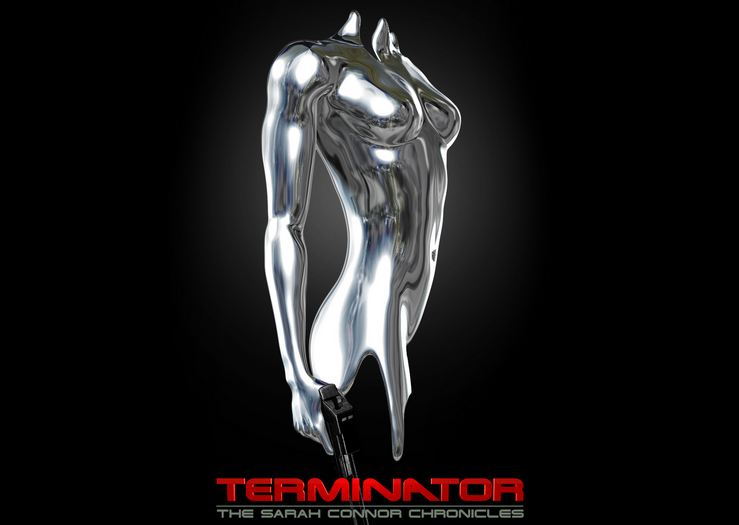 TERMINATOR
THE SARAH CONNOR CHRONICLES